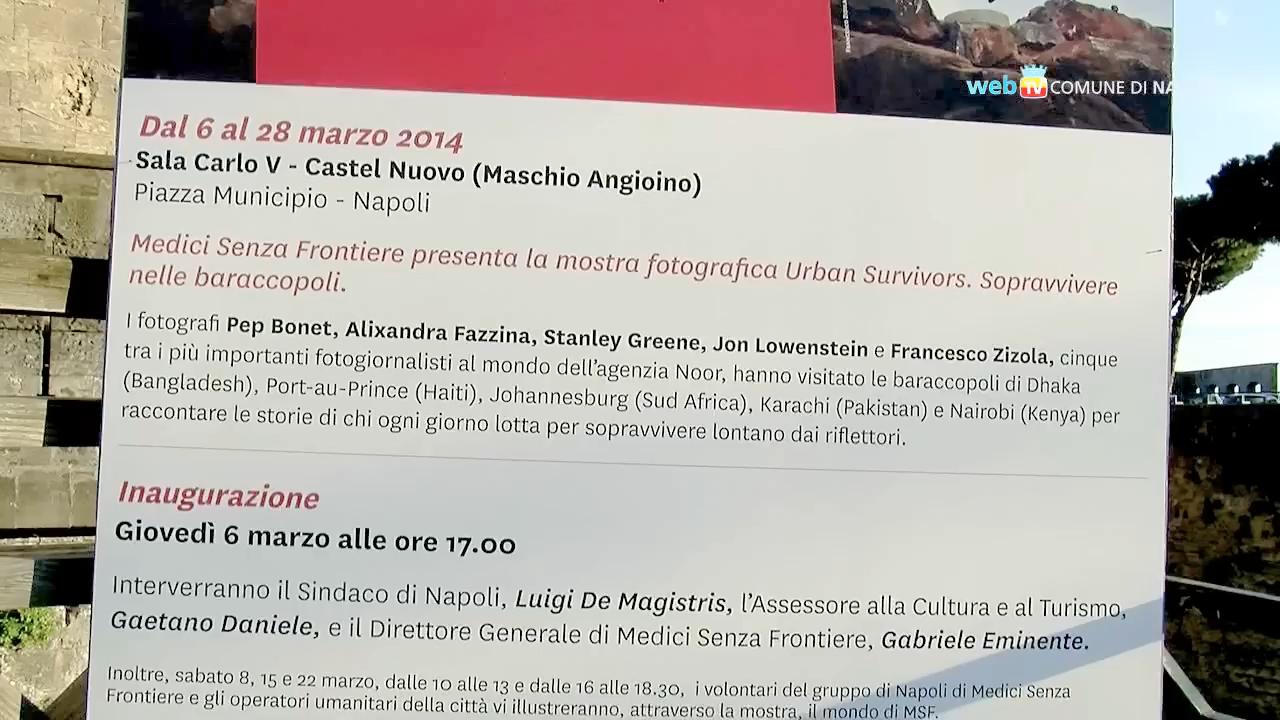 web TV COMUNE DI NA
Dal 6 al 28 marzo 2014
Sala Carlo V - Castel Nuovo (Maschio Angioino)
Piazza Municipio - Napoli
Medici Senza Frontiere presenta la mostra fotografica Urban Survivors. Sopravvivere
nelle baraccopoli.
I fotografi Pep Bonet, Alixandra Fazzina, Stanley Greene, Jon Lowenstein e Francesco Zizola, cinque
tra i più importanti fotogiornalisti al mondo dell'agenzia Noor, hanno visitato le baraccopoli di Dhaka
(Bangladesh), Port-au-Prince (Haiti), Johannesburg (Sud Africa), Karachi (Pakistan) e Nairobi (Kenya) per
raccontare le storie di chi ogni giorno lotta per sopravvivere lontano dai riflettori.
Inaugurazione
Giovedì 6 marzo alle ore 17.00
Interverranno il Sindaco di Napoli, Luigi De Magistris, l'Assessore alla Cultura e al Turismo,
Gaetano Daniele, e il Direttore Generale di Medici Senza Frontiere, Gabriele Eminente.
Inoltre, sabato 8, 15 e 22 marzo, dalle 10 alle 13 e dalle 16 alle 18.30, i volontari del gruppo di Napoli di Medici Senza
Frontiere e gli operatori umanitari della città vi illustreranno, attraverso la mostra, il mondo di MSF.